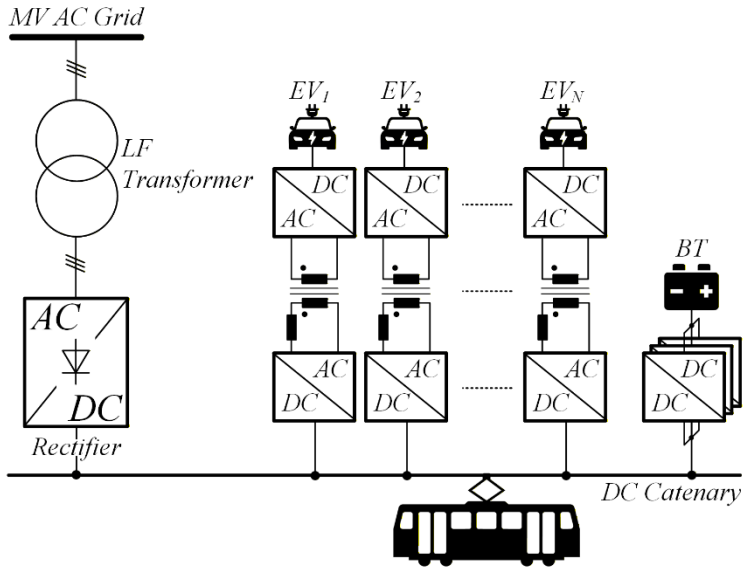 MV AC Grid
LF
Transformer
AC
DC
Rectifier
EV₁
EV₂
EV_N
DC
AC
DC
AC
DC
AC
AC
DC
AC
DC
AC
DC
BT
DC
DC
DC Catenary